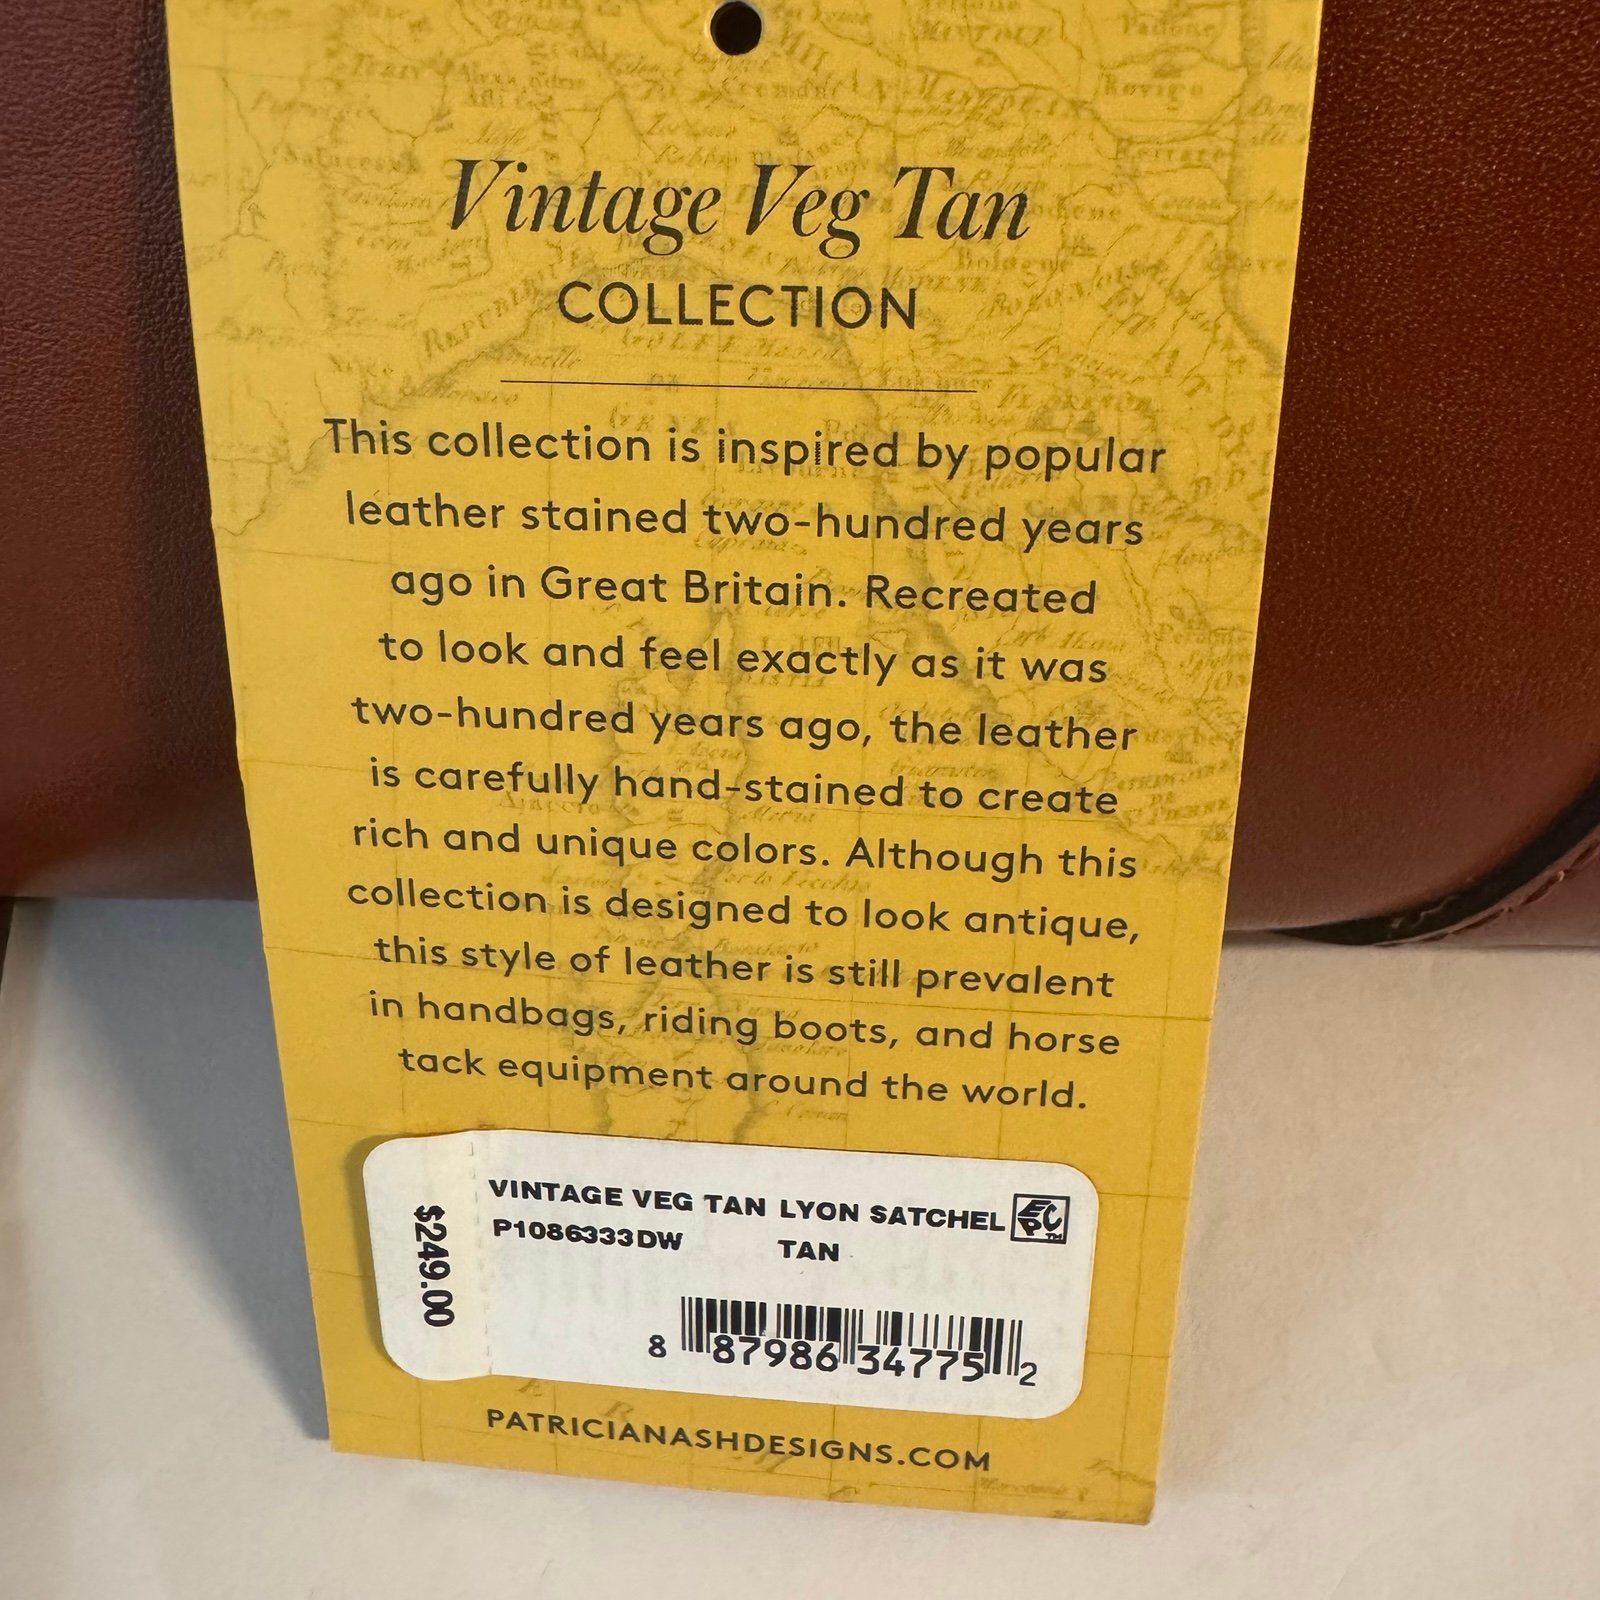 Vintage Veg Tan
COLLECTION
This collection is inspired by popular
leather stained two-hundred years
ago in Great Britain. Recreated
to look and feel exactly as it was
two-hundred years ago, the leather
is carefully hand-stained to create
rich and unique colors. Although this
collection is designed to look antique,
this style of leather is still prevalent
in handbags, riding boots, and horse
tack equipment around the world.
$249.00
VINTAGE VEG TAN LYON SATCHEL
P1086333DW TAN
8 87986 34775 2
PATRICIANASHDESIGNS.COM